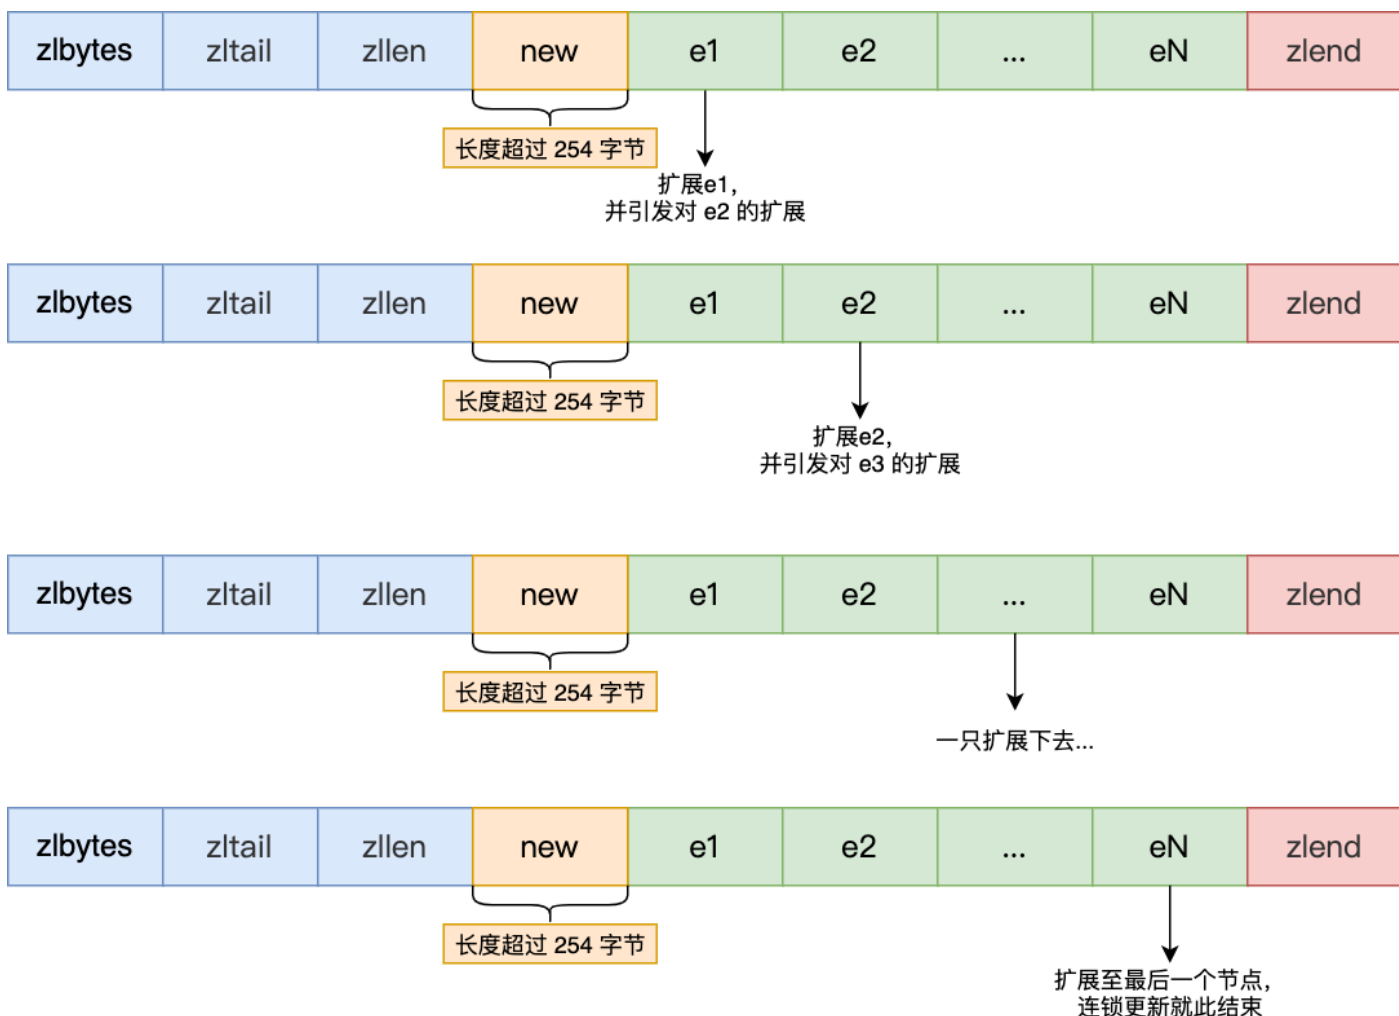 zlbytes zltail zllen new e1 e2 ... eN zlend
长度超过 254 字节
扩展e1,
并引发对 e2 的扩展
zlbytes zltail zllen new e1 e2 ... eN zlend
长度超过 254 字节
扩展e2,
并引发对 e3 的扩展
zlbytes zltail zllen new e1 e2 ... eN zlend
长度超过 254 字节
一只扩展下去...
zlbytes zltail zllen new e1 e2 ... eN zlend
长度超过 254 字节
扩展至最后一个节点,
连锁更新就此结束